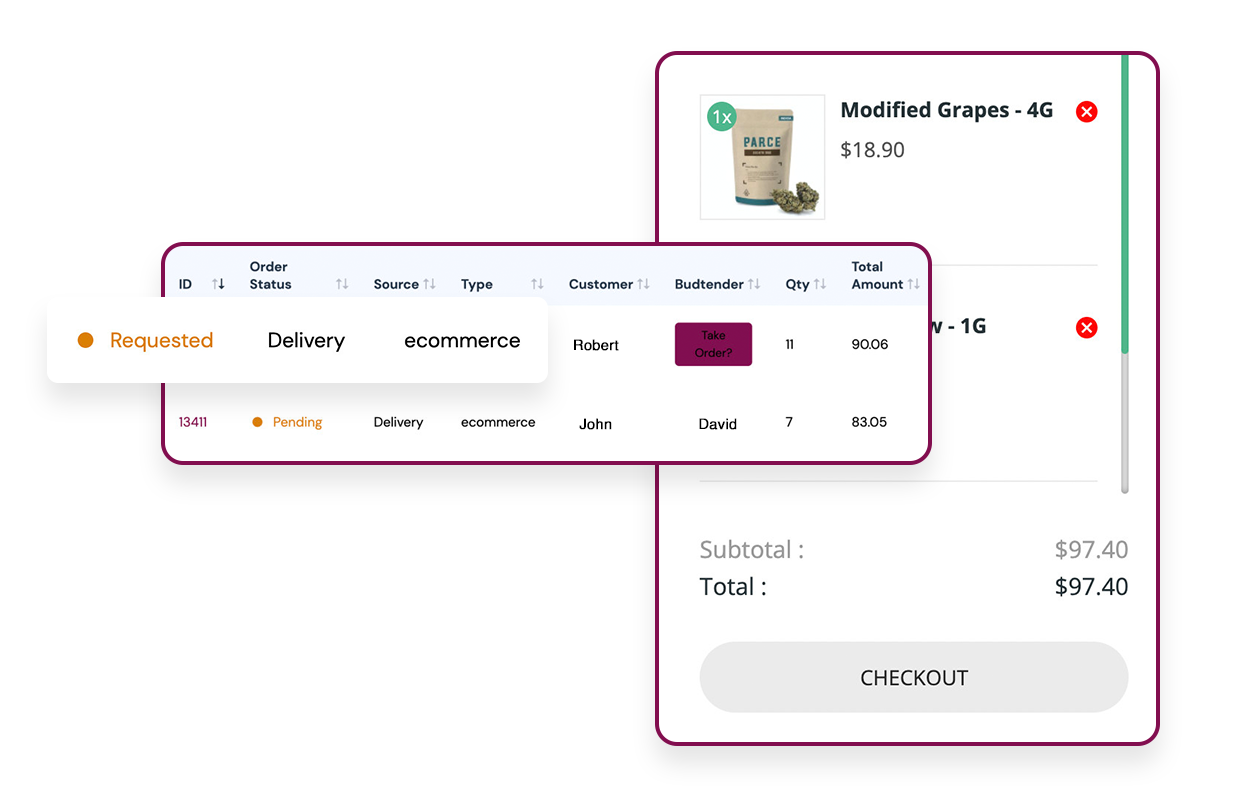 1x
PARCE
Modified Grapes - 4G
$18.90
ID Order Status Source Type Customer Budtender Qty Total Amount
Requested Delivery ecommerce Robert Take Order? 11 90.06
13411 Pending Delivery ecommerce John David 7 83.05
- 1G
Subtotal : $97.40
Total : $97.40
CHECKOUT